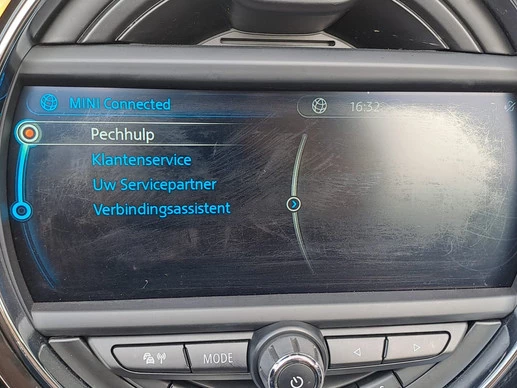 MINI Connected
16:32
Pechhulp
Klantenservice
Uw Servicepartner
Verbindingsassistent
MODE